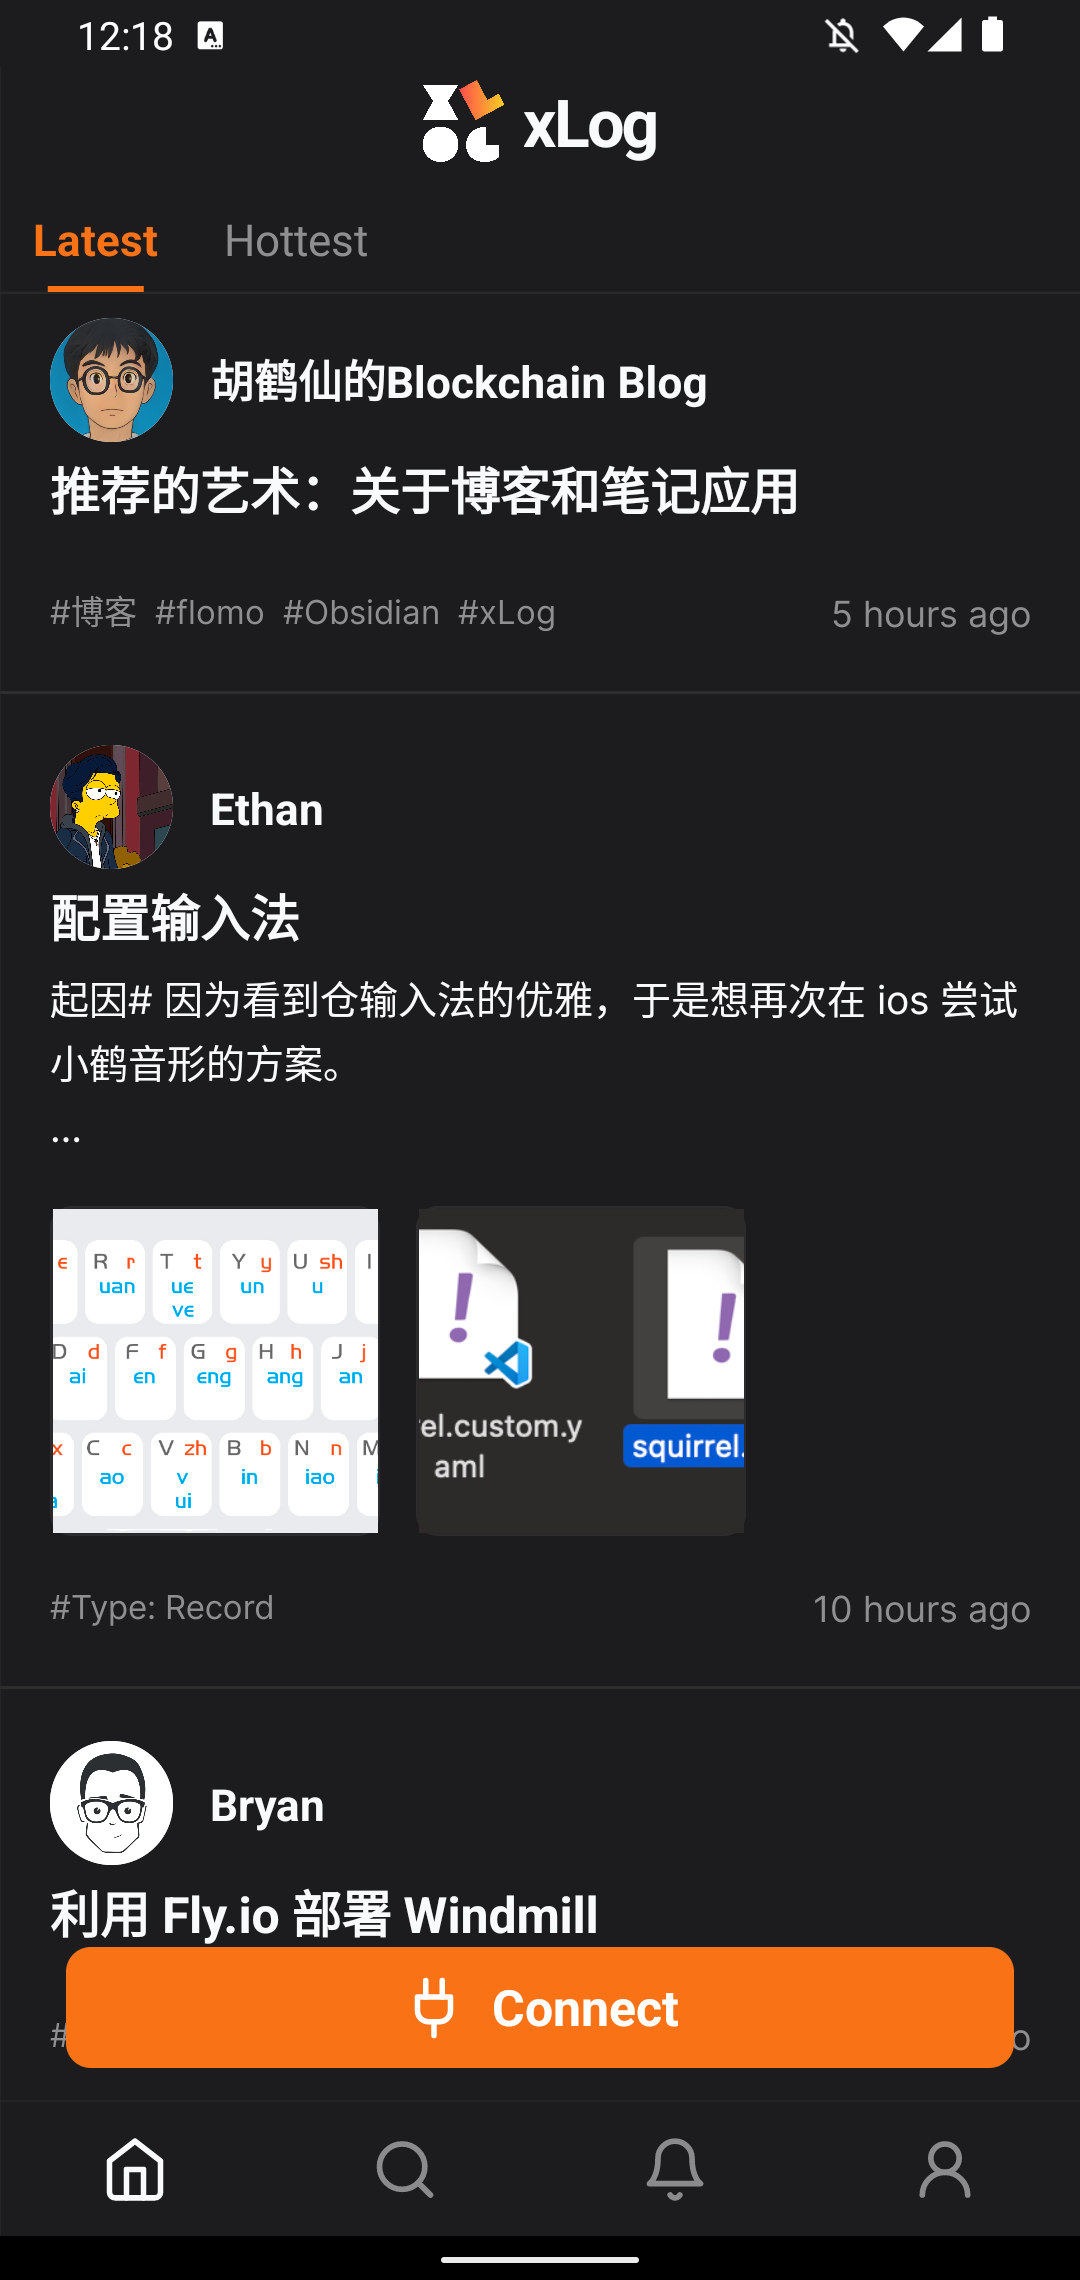 12:18
xLog
Latest
Hottest
胡鹤仙的Blockchain Blog
推荐的艺术：关于博客和笔记应用
#博客 #flomo #Obsidian #xLog
5 hours ago
Ethan
配置输入法
起因# 因为看到仓输入法的优雅，于是想再次在 ios 尝试
小鹤音形的方案。
...
e R r T t Y y U sh I
uan ue un u
ve
D d F f G g H h J j
ai en eng ang an
x C c V zh B b N n M
ao v in iao
ui
el.custom.y
aml
squirrel.
#Type: Record
10 hours ago
Bryan
利用 Fly.io 部署 Windmill
#
o
Connect